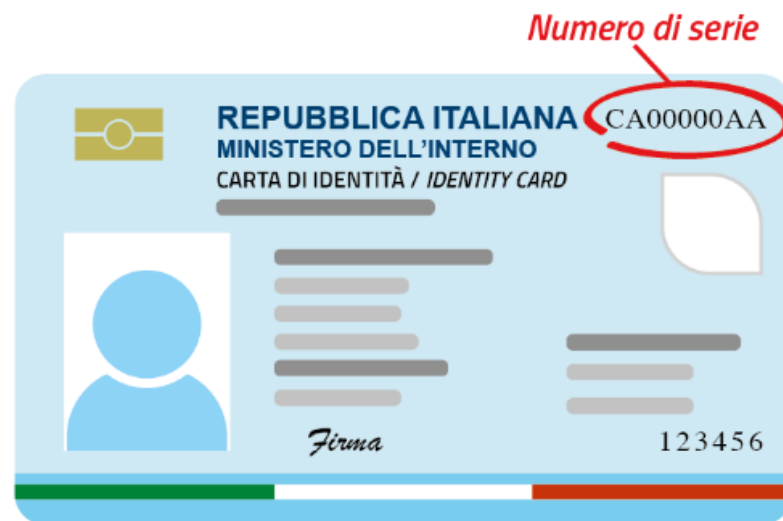 Numero di serie
REPUBBLICA ITALIANA CA00000AA
MINISTERO DELL'INTERNO
CARTA DI IDENTITÀ / IDENTITY CARD
Firma 123456